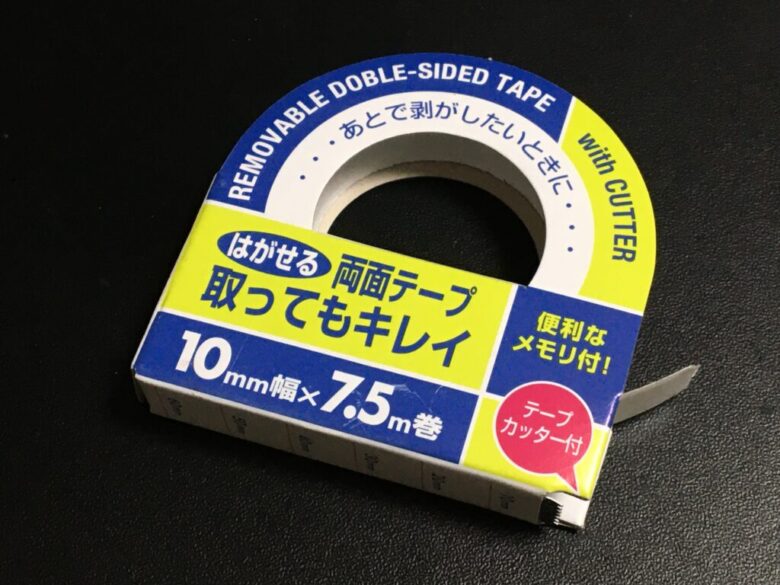 REMOVABLE DOBLE-SIDED TAPE
with CUTTER
・・・あとで剥がしたいときに・・・
はがせる
両面テープ
取ってもキレイ
10mm幅×7.5m巻
便利な
メモリ付!
テープ
カッター付